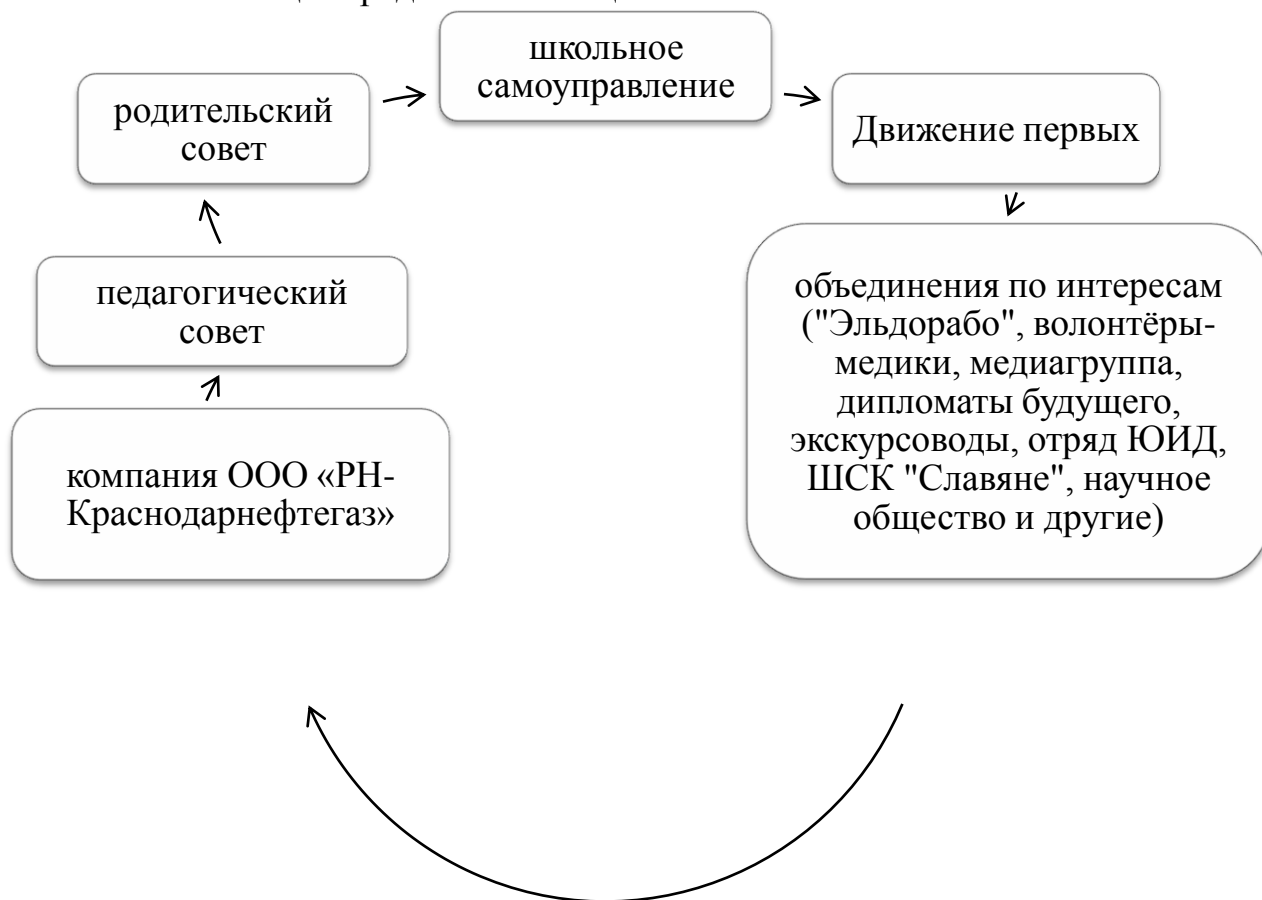 школьное
самоуправление
родительский
совет
Движение первых
педагогический
совет
объединения по интересам
("Эльдорабо", волонтёры-
медики, медиагруппа,
дипломаты будущего,
экскурсоводы, отряд ЮИД,
ШСК "Славяне", научное
общество и другие)
компания ООО «РН-
Краснодарнефтегаз»